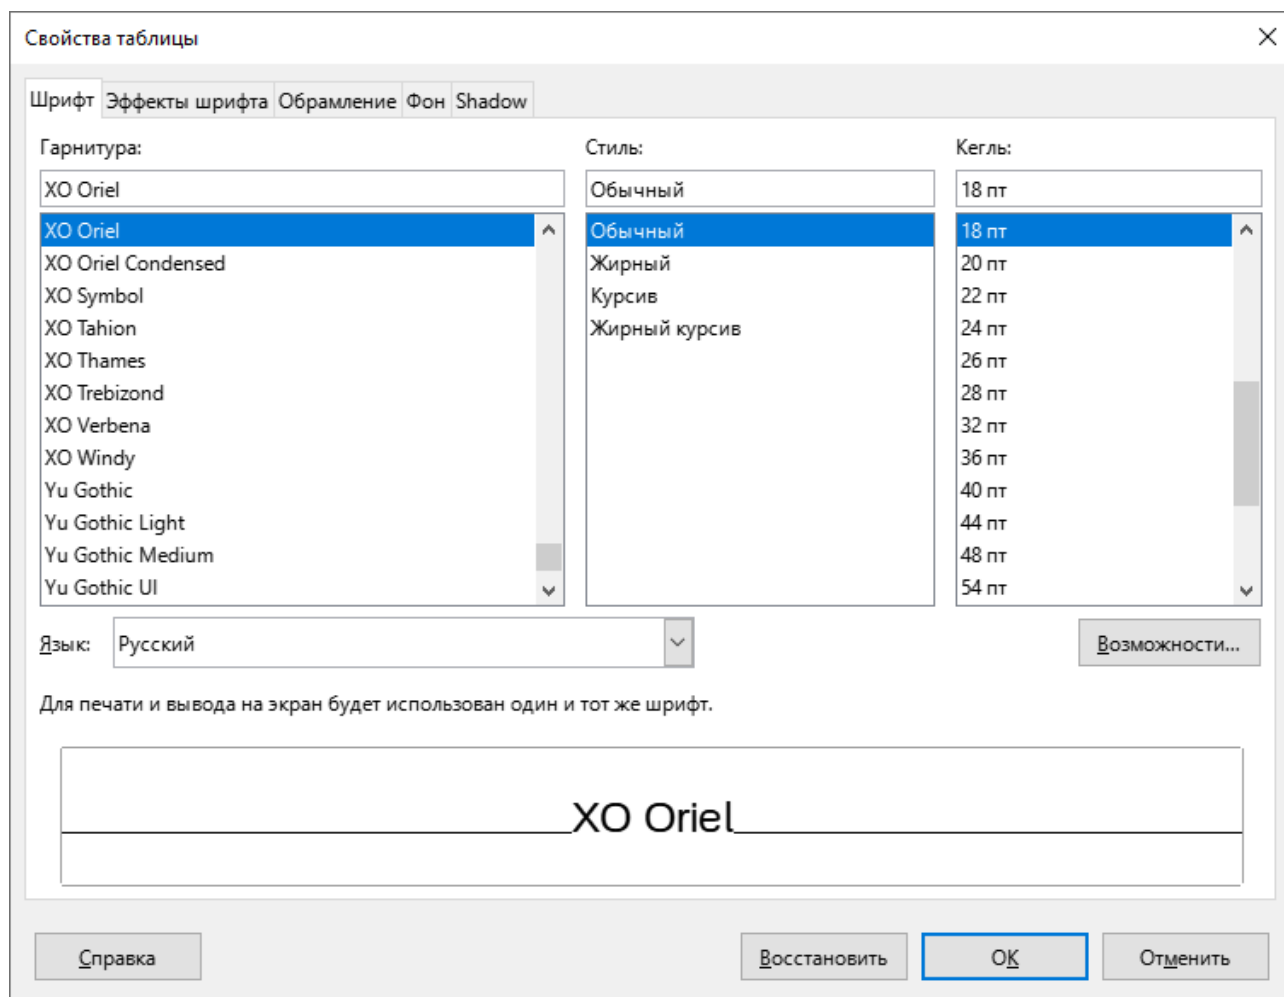 Свойства таблицы
Шрифт Эффекты шрифта Обрамление Фон Shadow
Гарнитура: Стиль: Кегль:
XO Oriel Обычный 18 пт
XO Oriel Обычный 18 пт
XO Oriel Condensed Жирный 20 пт
XO Symbol Курсив 22 пт
XO Tahion Жирный курсив 24 пт
XO Thames 26 пт
XO Trebizond 28 пт
XO Verbena 32 пт
XO Windy 36 пт
Yu Gothic 40 пт
Yu Gothic Light 44 пт
Yu Gothic Medium 48 пт
Yu Gothic UI 54 пт
Язык: Русский Возможности...
Для печати и вывода на экран будет использован один и тот же шрифт.
XO Oriel
Справка Восстановить OK Отменить